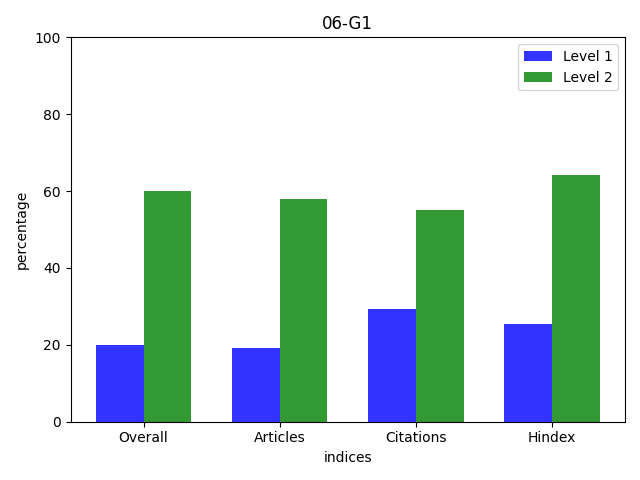 06-G1
100
80
60
40
20
0
percentage
Level 1
Level 2
Overall Articles Citations Hindex
indices